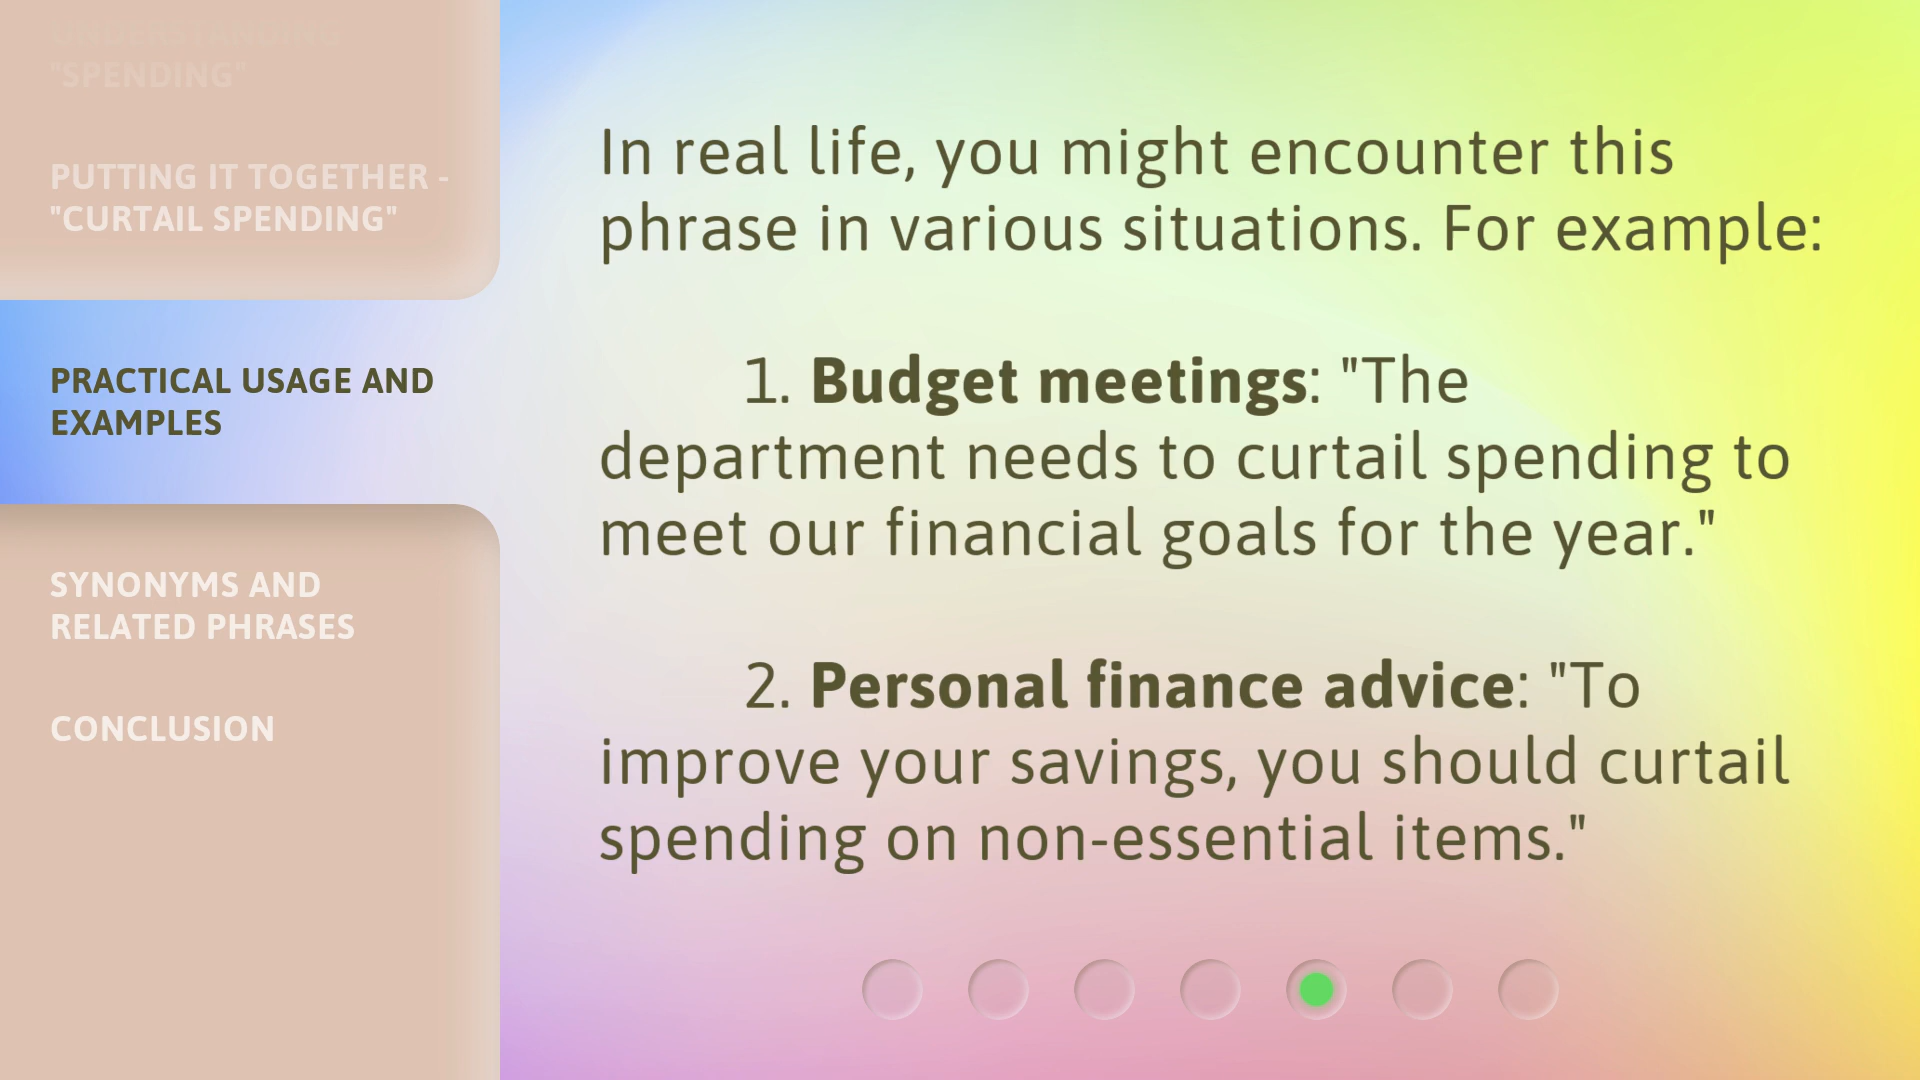 UNDERSTANDING
"SPENDING"
PUTTING IT TOGETHER -
"CURTAIL SPENDING"
PRACTICAL USAGE AND
EXAMPLES
SYNONYMS AND
RELATED PHRASES
CONCLUSION
In real life, you might encounter this
phrase in various situations. For example:
1. Budget meetings: "The
department needs to curtail spending to
meet our financial goals for the year."
2. Personal finance advice: "To
improve your savings, you should curtail
spending on non-essential items."